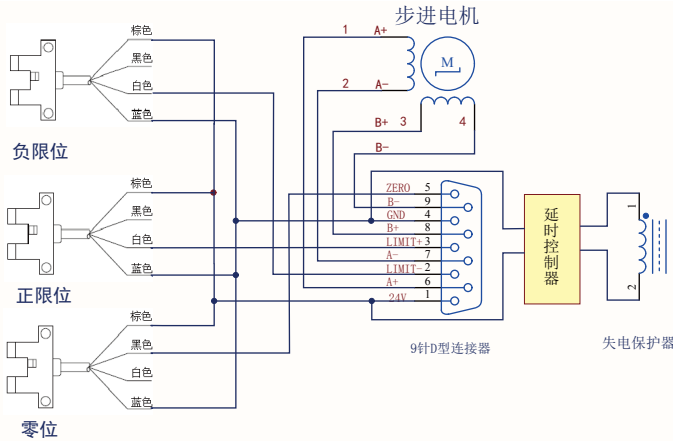 步进电机
棕色
黑色
白色
蓝色
负限位
1 A+
2 A-
M
B+ 3 4
B-
棕色
黑色
白色
蓝色
正限位
ZERO 5
B- 9
GND 4
B+ 8
LIMIT+ 3
A- 7
LIMIT- 2
A+ 6
24V 1
延时控制器
1
2
棕色
黑色
白色
蓝色
零位
9针D型连接器
失电保护器